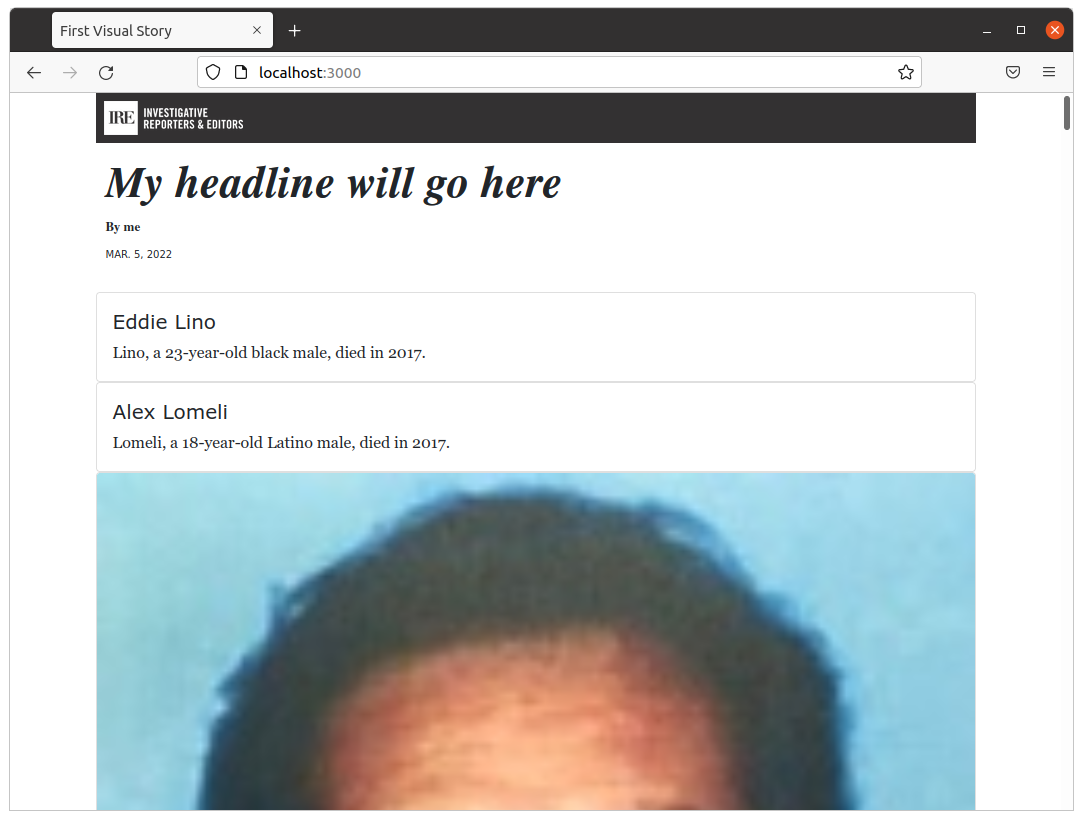 First Visual Story
localhost:3000
IRE INVESTIGATIVE
REPORTERS & EDITORS
My headline will go here
By me
MAR. 5, 2022
Eddie Lino
Lino, a 23-year-old black male, died in 2017.
Alex Lomeli
Lomeli, a 18-year-old Latino male, died in 2017.